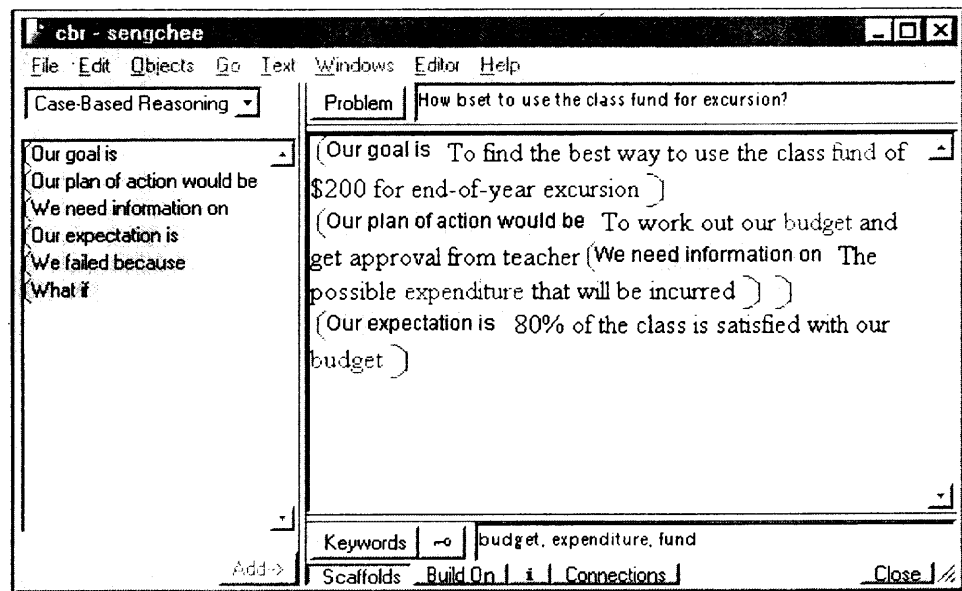 cbr - sengchee
File Edit Objects Go Text Windows Editor Help
Case-Based Reasoning
Problem
How bset to use the class fund for excursion?
(Our goal is
(Our plan of action would be
(We need information on
(Our expectation is
(We failed because
(What if
(Our goal is To find the best way to use the class fund of
$200 for end-of-year excursion )
(Our plan of action would be To work out our budget and
get approval from teacher (We need information on The
possible expenditure that will be incurred ) )
(Our expectation is 80% of the class is satisfied with our
budget )
Keywords
budget, expenditure, fund
Add->
Scaffolds Build On i Connections Close